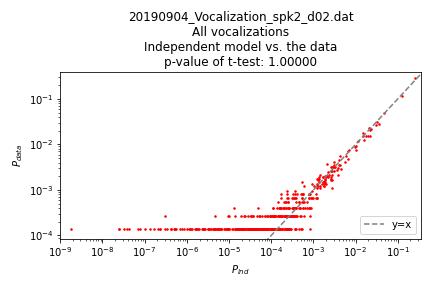 20190904_Vocalization_spk2_d02.dat
All vocalizations
Independent model vs. the data
p-value of t-test: 1.00000
P_data
10⁻¹
10⁻²
10⁻³
10⁻⁴
y=x
10⁻⁹ 10⁻⁸ 10⁻⁷ 10⁻⁶ 10⁻⁵ 10⁻⁴ 10⁻³ 10⁻² 10⁻¹
P_ind